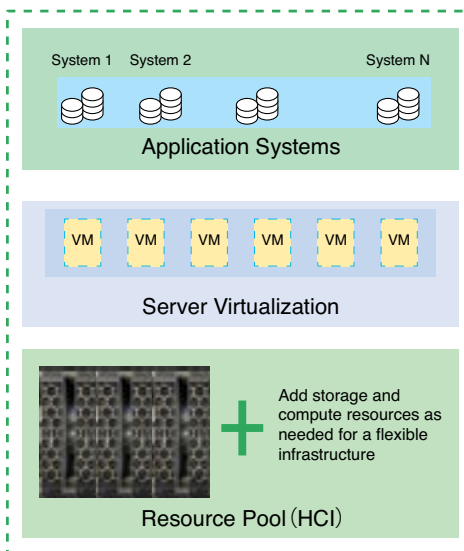 System 1 System 2 System N
Application Systems
VM VM VM VM VM VM
Server Virtualization
Add storage and
compute resources as
needed for a flexible
infrastructure
Resource Pool（HCI）